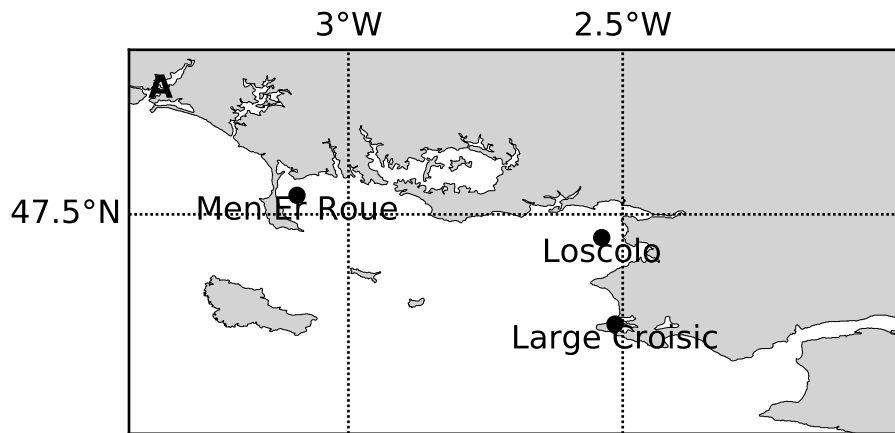 3°W 2.5°W
A
Men Er Roue
47.5°N
Loscolo
Large Croisic